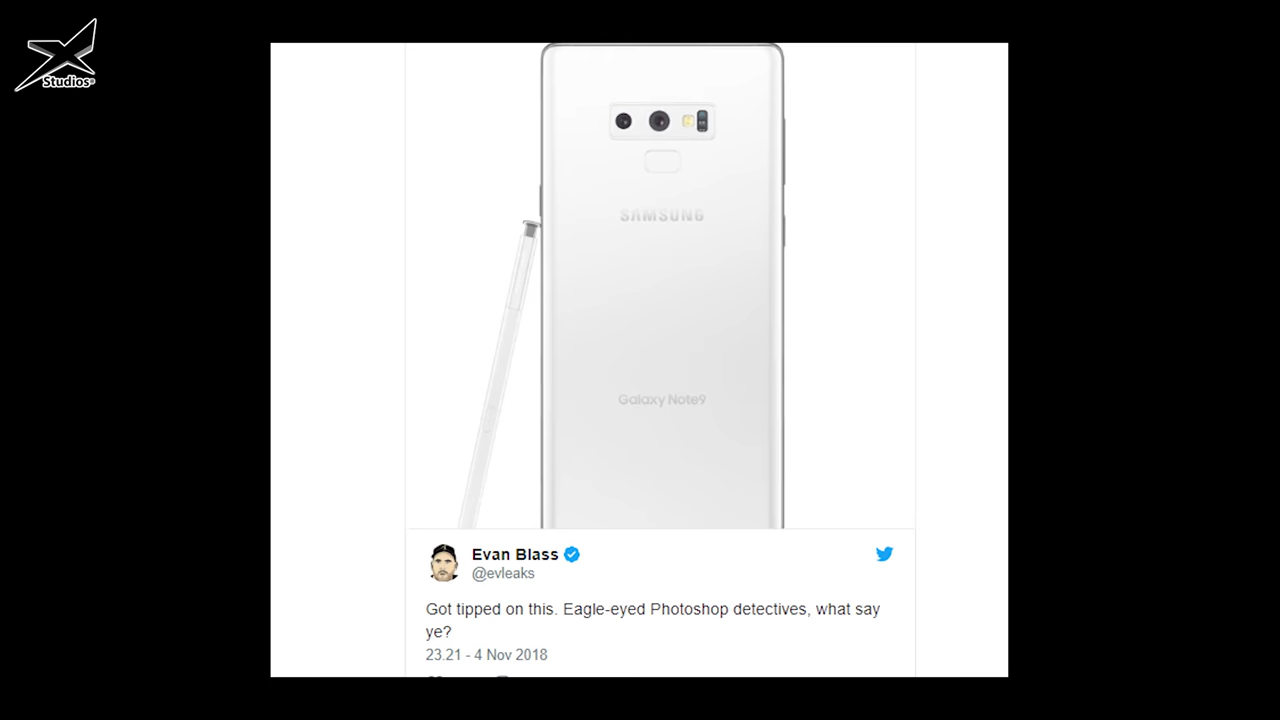 Studios®
SAMSUNG
Galaxy Note9
Evan Blass
@evleaks
Got tipped on this. Eagle-eyed Photoshop detectives, what say
ye?
23.21 - 4 Nov 2018